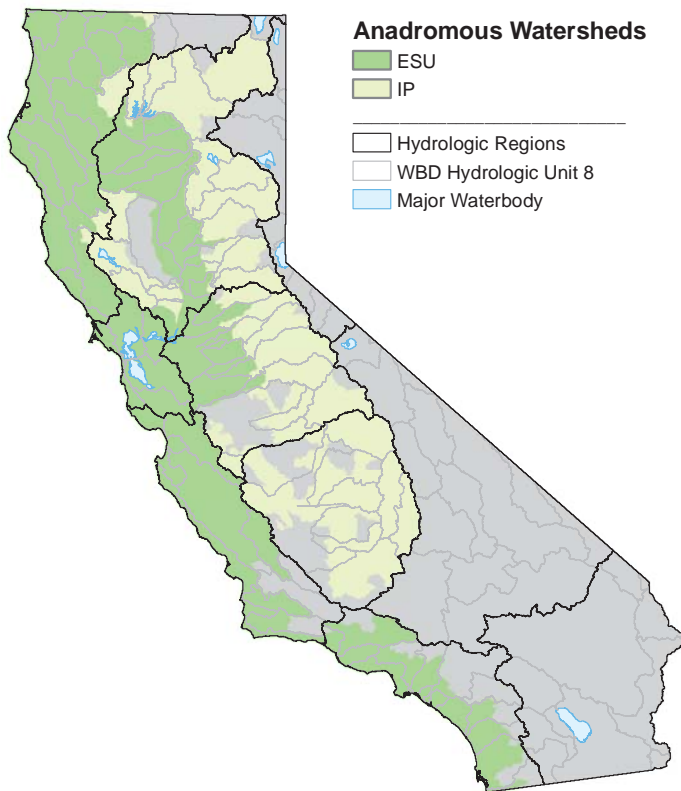 Anadromous Watersheds
ESU
IP
Hydrologic Regions
WBD Hydrologic Unit 8
Major Waterbody